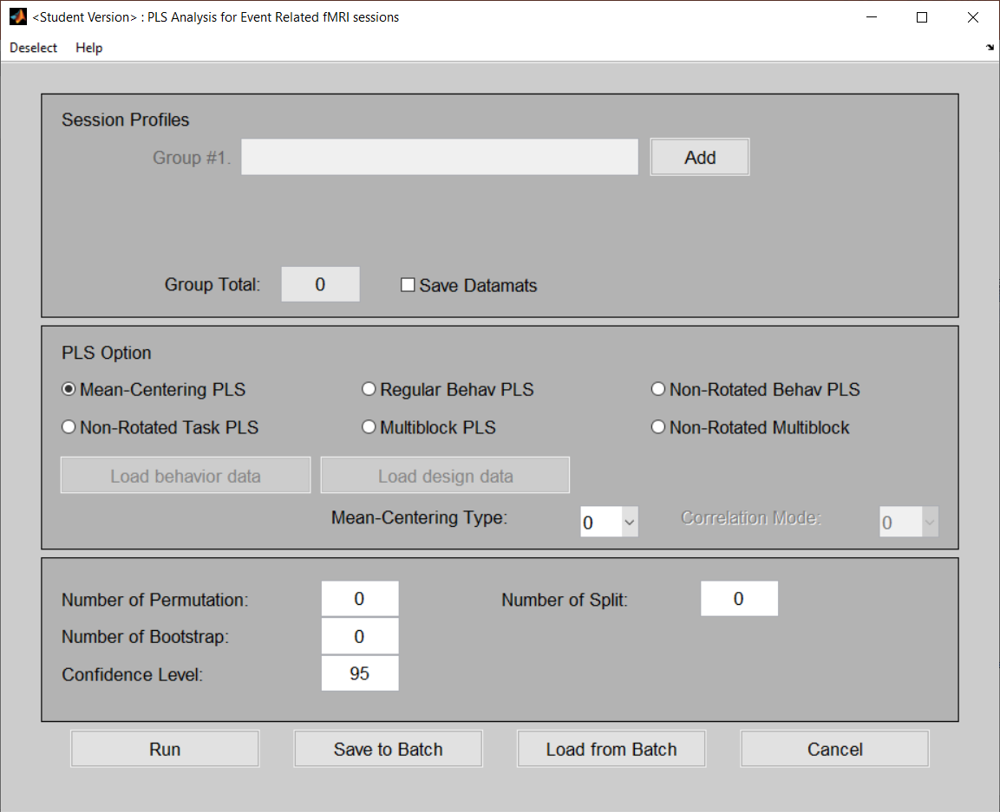 <Student Version> : PLS Analysis for Event Related fMRI sessions
Deselect Help
Session Profiles
Group #1. Add
Group Total: 0 Save Datamats
PLS Option
Mean-Centering PLS Regular Behav PLS Non-Rotated Behav PLS
Non-Rotated Task PLS Multiblock PLS Non-Rotated Multiblock
Load behavior data Load design data
Mean-Centering Type: 0 Correlation Mode: 0
Number of Permutation: 0 Number of Split: 0
Number of Bootstrap: 0
Confidence Level: 95
Run Save to Batch Load from Batch Cancel